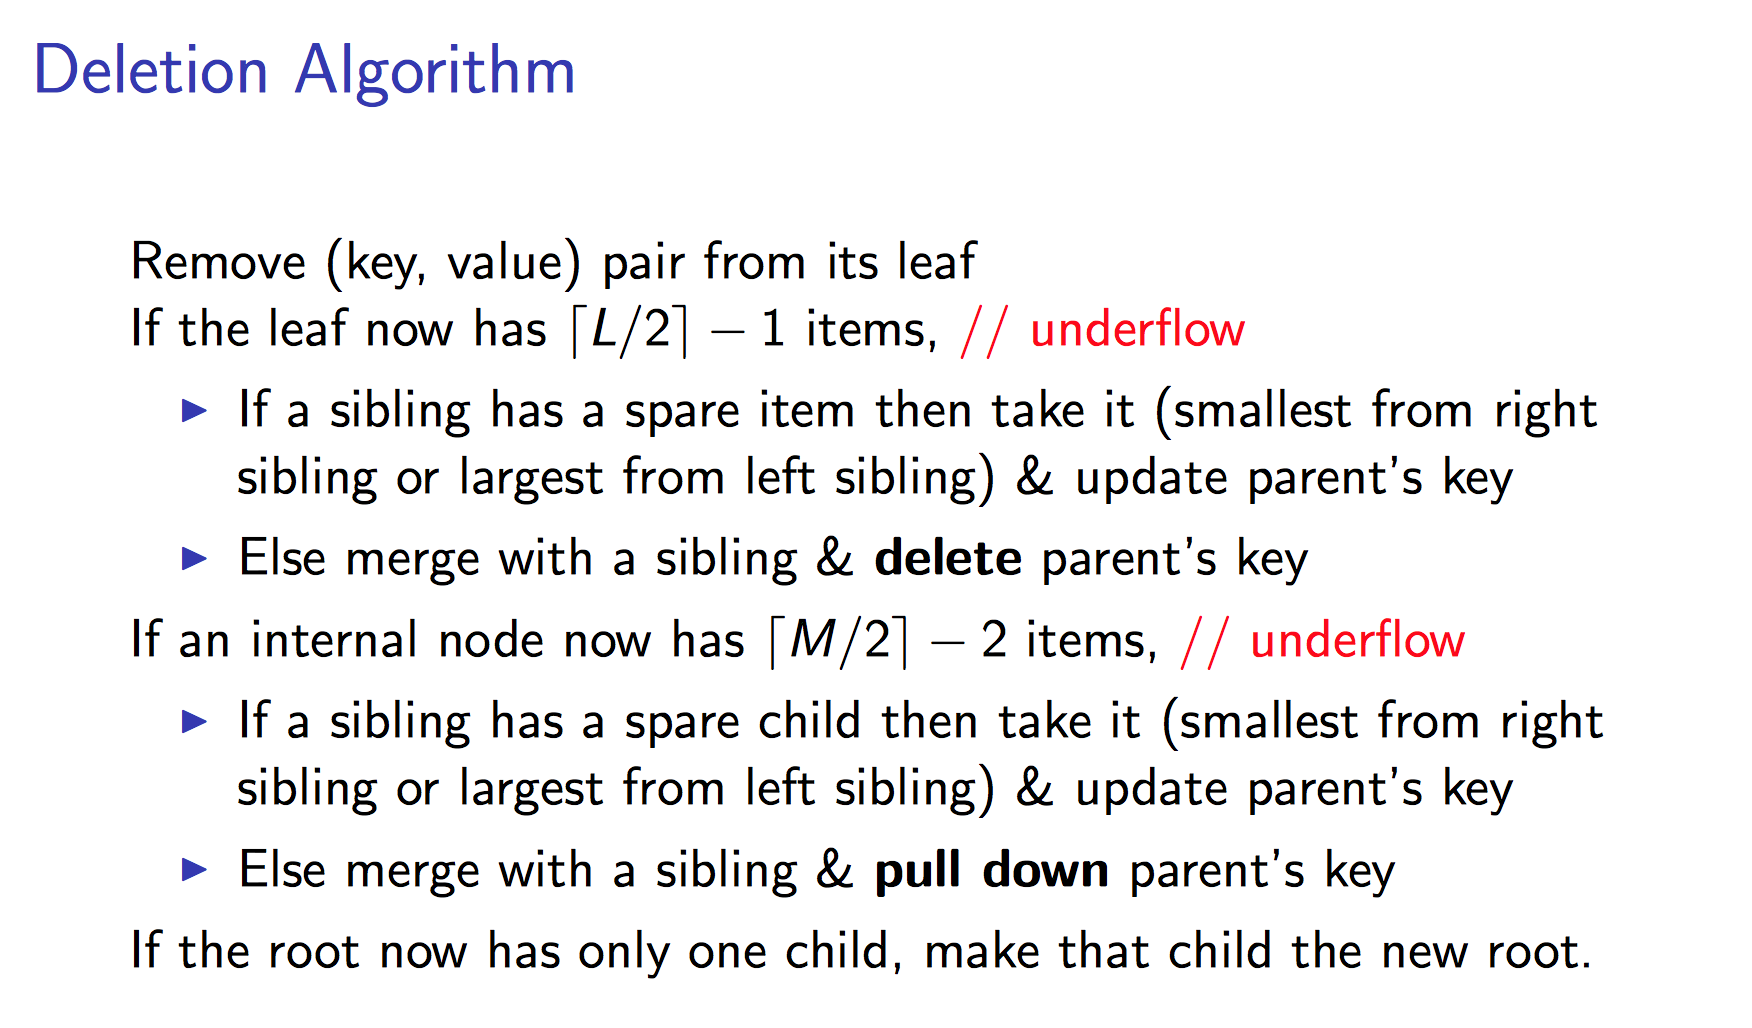 Deletion Algorithm
Remove (key, value) pair from its leaf
If the leaf now has ⌈L/2⌉ − 1 items, // underflow
▶ If a sibling has a spare item then take it (smallest from right
sibling or largest from left sibling) & update parent's key
▶ Else merge with a sibling & delete parent's key
If an internal node now has ⌈M/2⌉ − 2 items, // underflow
▶ If a sibling has a spare child then take it (smallest from right
sibling or largest from left sibling) & update parent's key
▶ Else merge with a sibling & pull down parent's key
If the root now has only one child, make that child the new root.